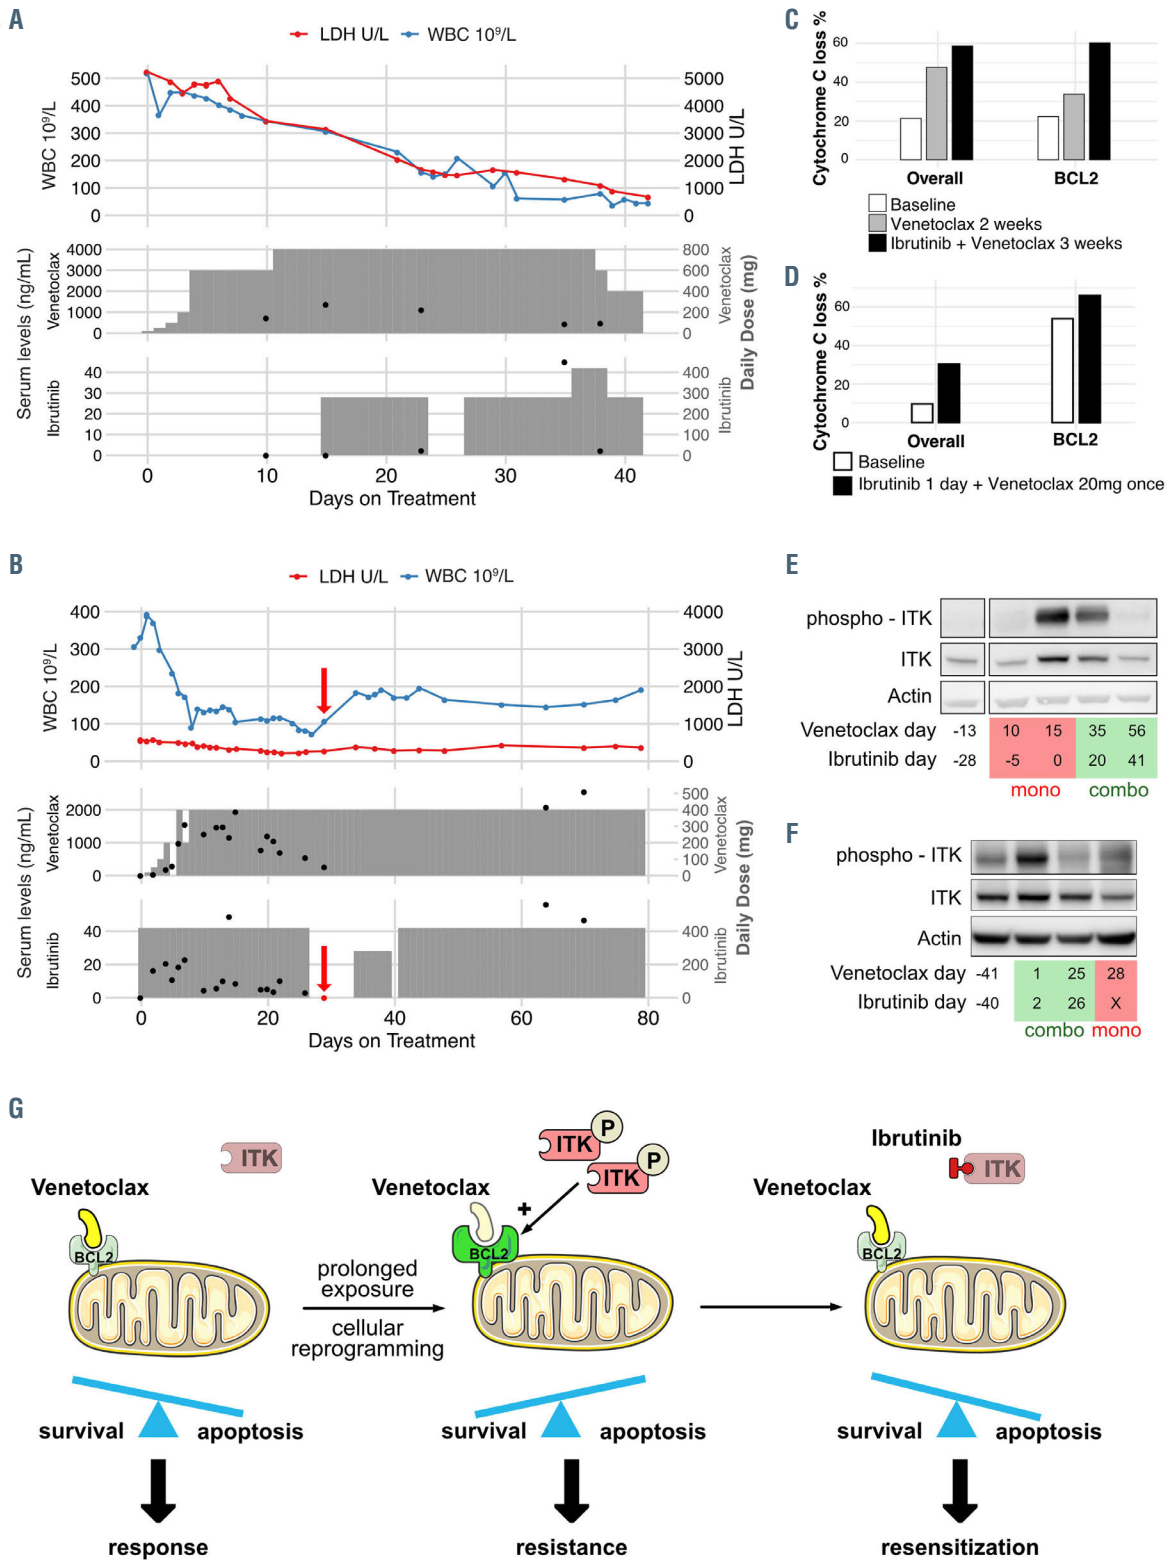 A
LDH U/L WBC 10⁹/L
WBC 10⁹/L
500
400
300
200
100
0
5000
4000
3000
2000
1000
0
LDH U/L
Serum levels (ng/mL)
Venetoclax
4000
3000
2000
1000
0
800
600
400
200
0
Venetoclax
Daily Dose (mg)
Ibrutinib
40
30
20
10
0
400
300
200
100
0
Ibrutinib
0 10 20 30 40
Days on Treatment
C
Cytochrome C loss %
60
40
20
0
Overall BCL2
Baseline
Venetoclax 2 weeks
Ibrutinib + Venetoclax 3 weeks
D
Cytochrome C loss %
60
40
20
0
Overall BCL2
Baseline
Ibrutinib 1 day + Venetoclax 20mg once
B
LDH U/L WBC 10⁹/L
WBC 10⁹/L
400
300
200
100
0
4000
3000
2000
1000
0
LDH U/L
Serum levels (ng/mL)
Venetoclax
2000
1000
0
500
400
300
200
100
0
Venetoclax
Daily Dose (mg)
Ibrutinib
40
20
0
400
200
0
Ibrutinib
0 20 40 60 80
Days on Treatment
E
phospho - ITK
ITK
Actin
Venetoclax day -13 10 15 35 56
Ibrutinib day -28 -5 0 20 41
mono combo
F
phospho - ITK
ITK
Actin
Venetoclax day -41 1 25 28
Ibrutinib day -40 2 26 X
combo mono
G
ITK
Venetoclax
BCL2
prolonged
exposure
cellular
reprogramming
survival apoptosis
response
ITK P
ITK P
Venetoclax
+
BCL2
survival apoptosis
resistance
Ibrutinib
ITK
Venetoclax
BCL2
survival apoptosis
resensitization